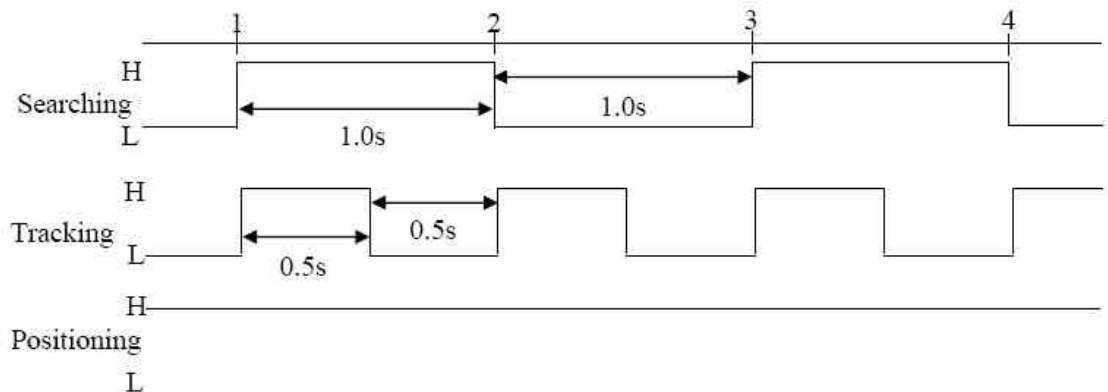 1 2 3 4
H
Searching
1.0s
L
1.0s
H
Tracking
0.5s
L
0.5s
H
Positioning
L